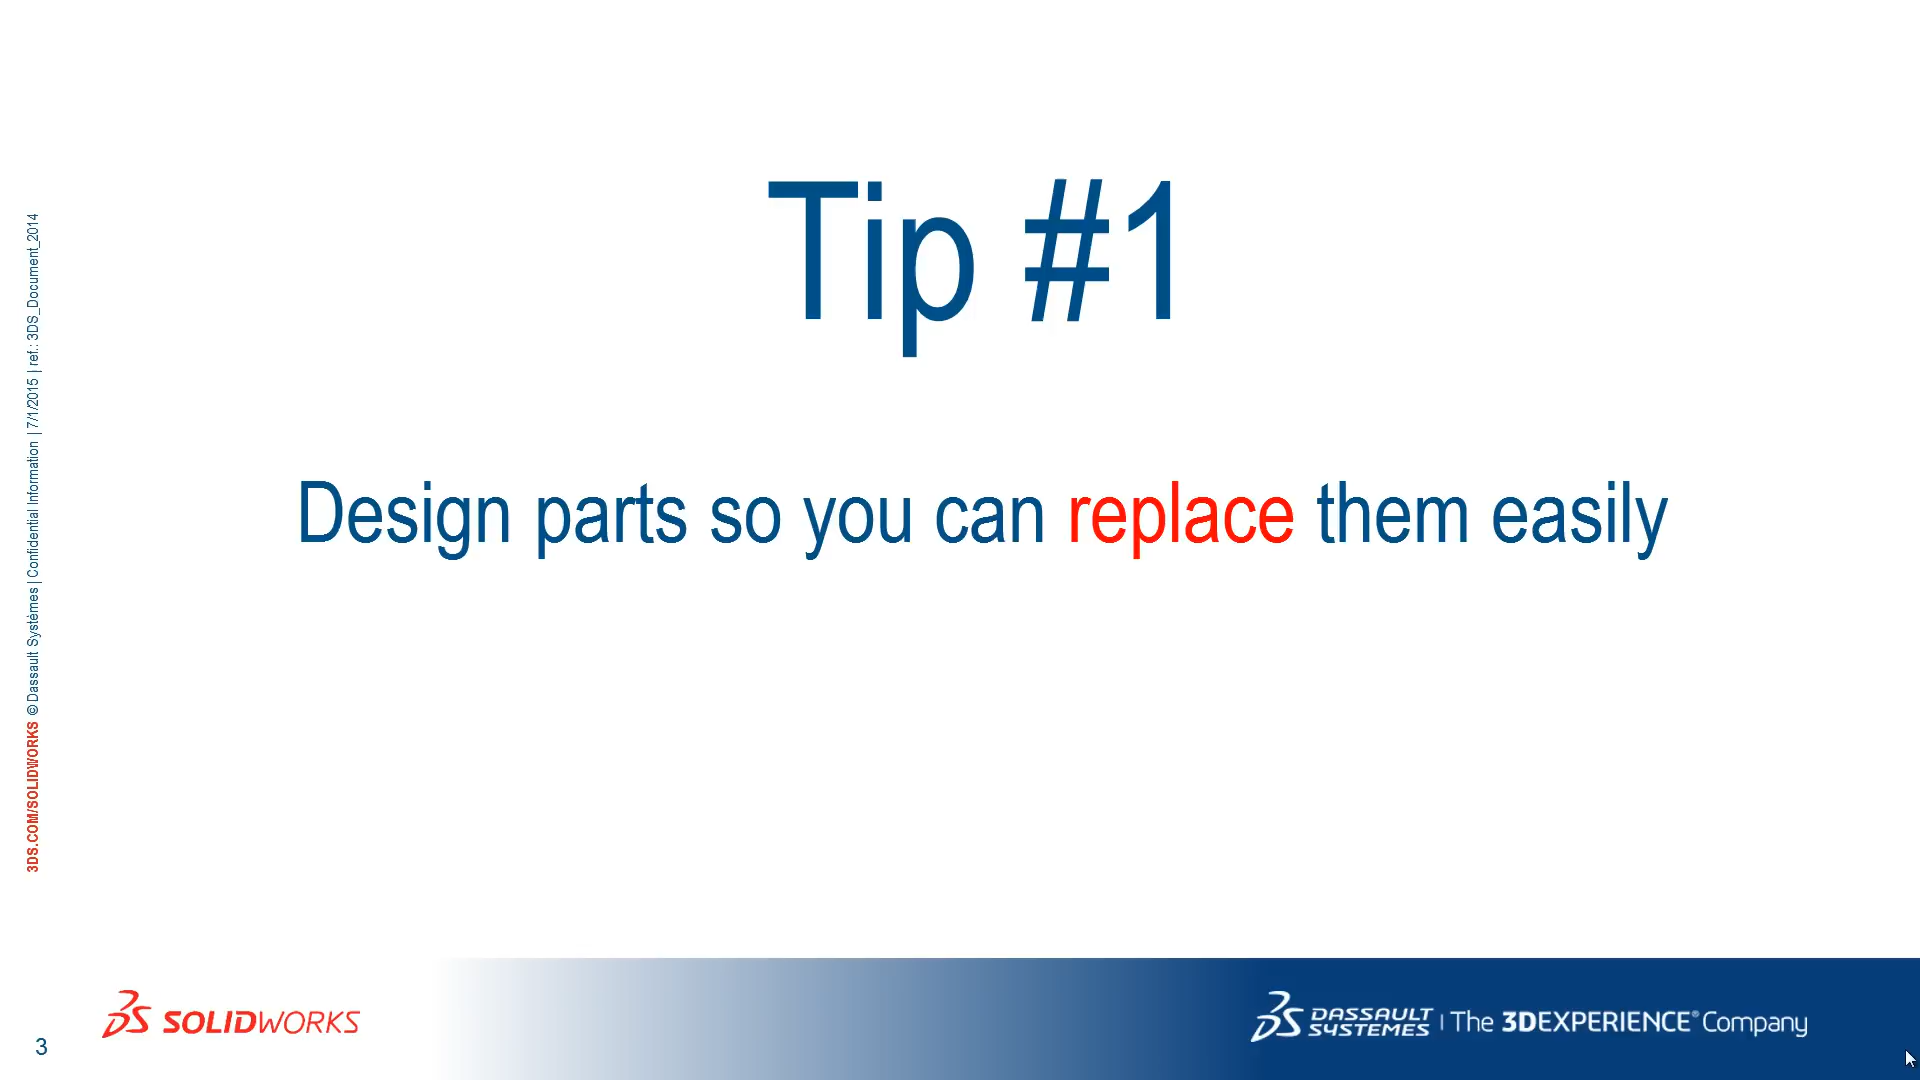 Tip #1
Design parts so you can replace them easily
3DS.COM/SOLIDWORKS © Dassault Systèmes | Confidential Information | 7/1/2015 | ref.: 3DS_Document_2014
3
SOLIDWORKS
DASSAULT SYSTEMES | The 3DEXPERIENCE® Company